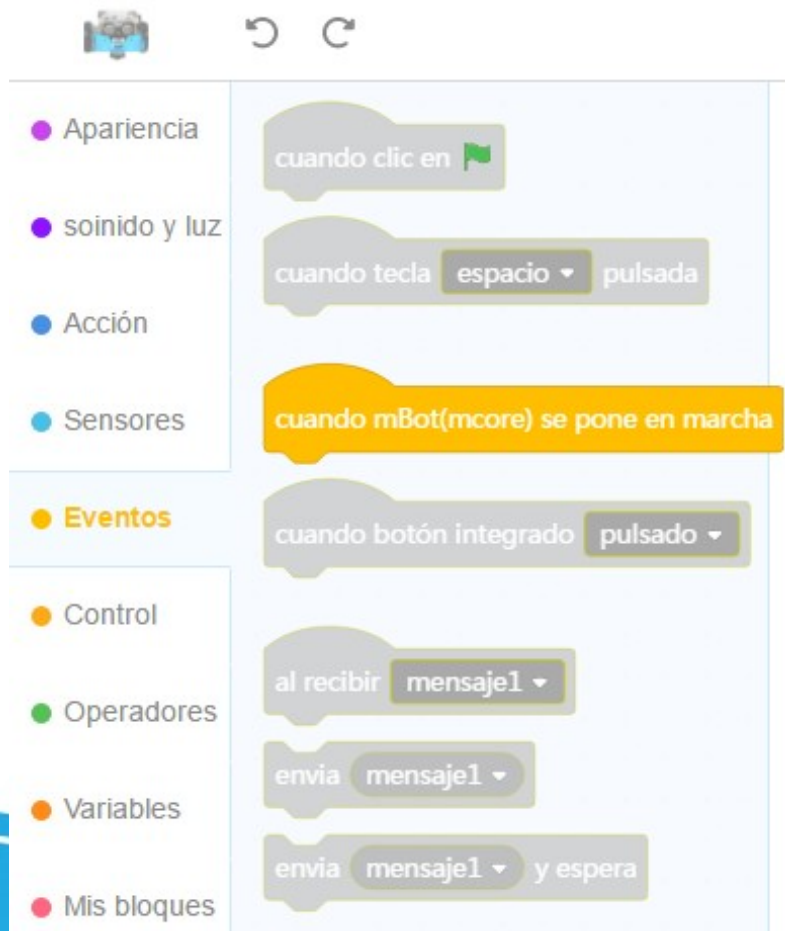 Apariencia
soinido y luz
Acción
Sensores
Eventos
Control
Operadores
Variables
Mis bloques
cuando clic en
cuando tecla espacio pulsada
cuando mBot(mcore) se pone en marcha
cuando botón integrado pulsado
al recibir mensaje1
envia mensaje1
envia mensaje1 y espera